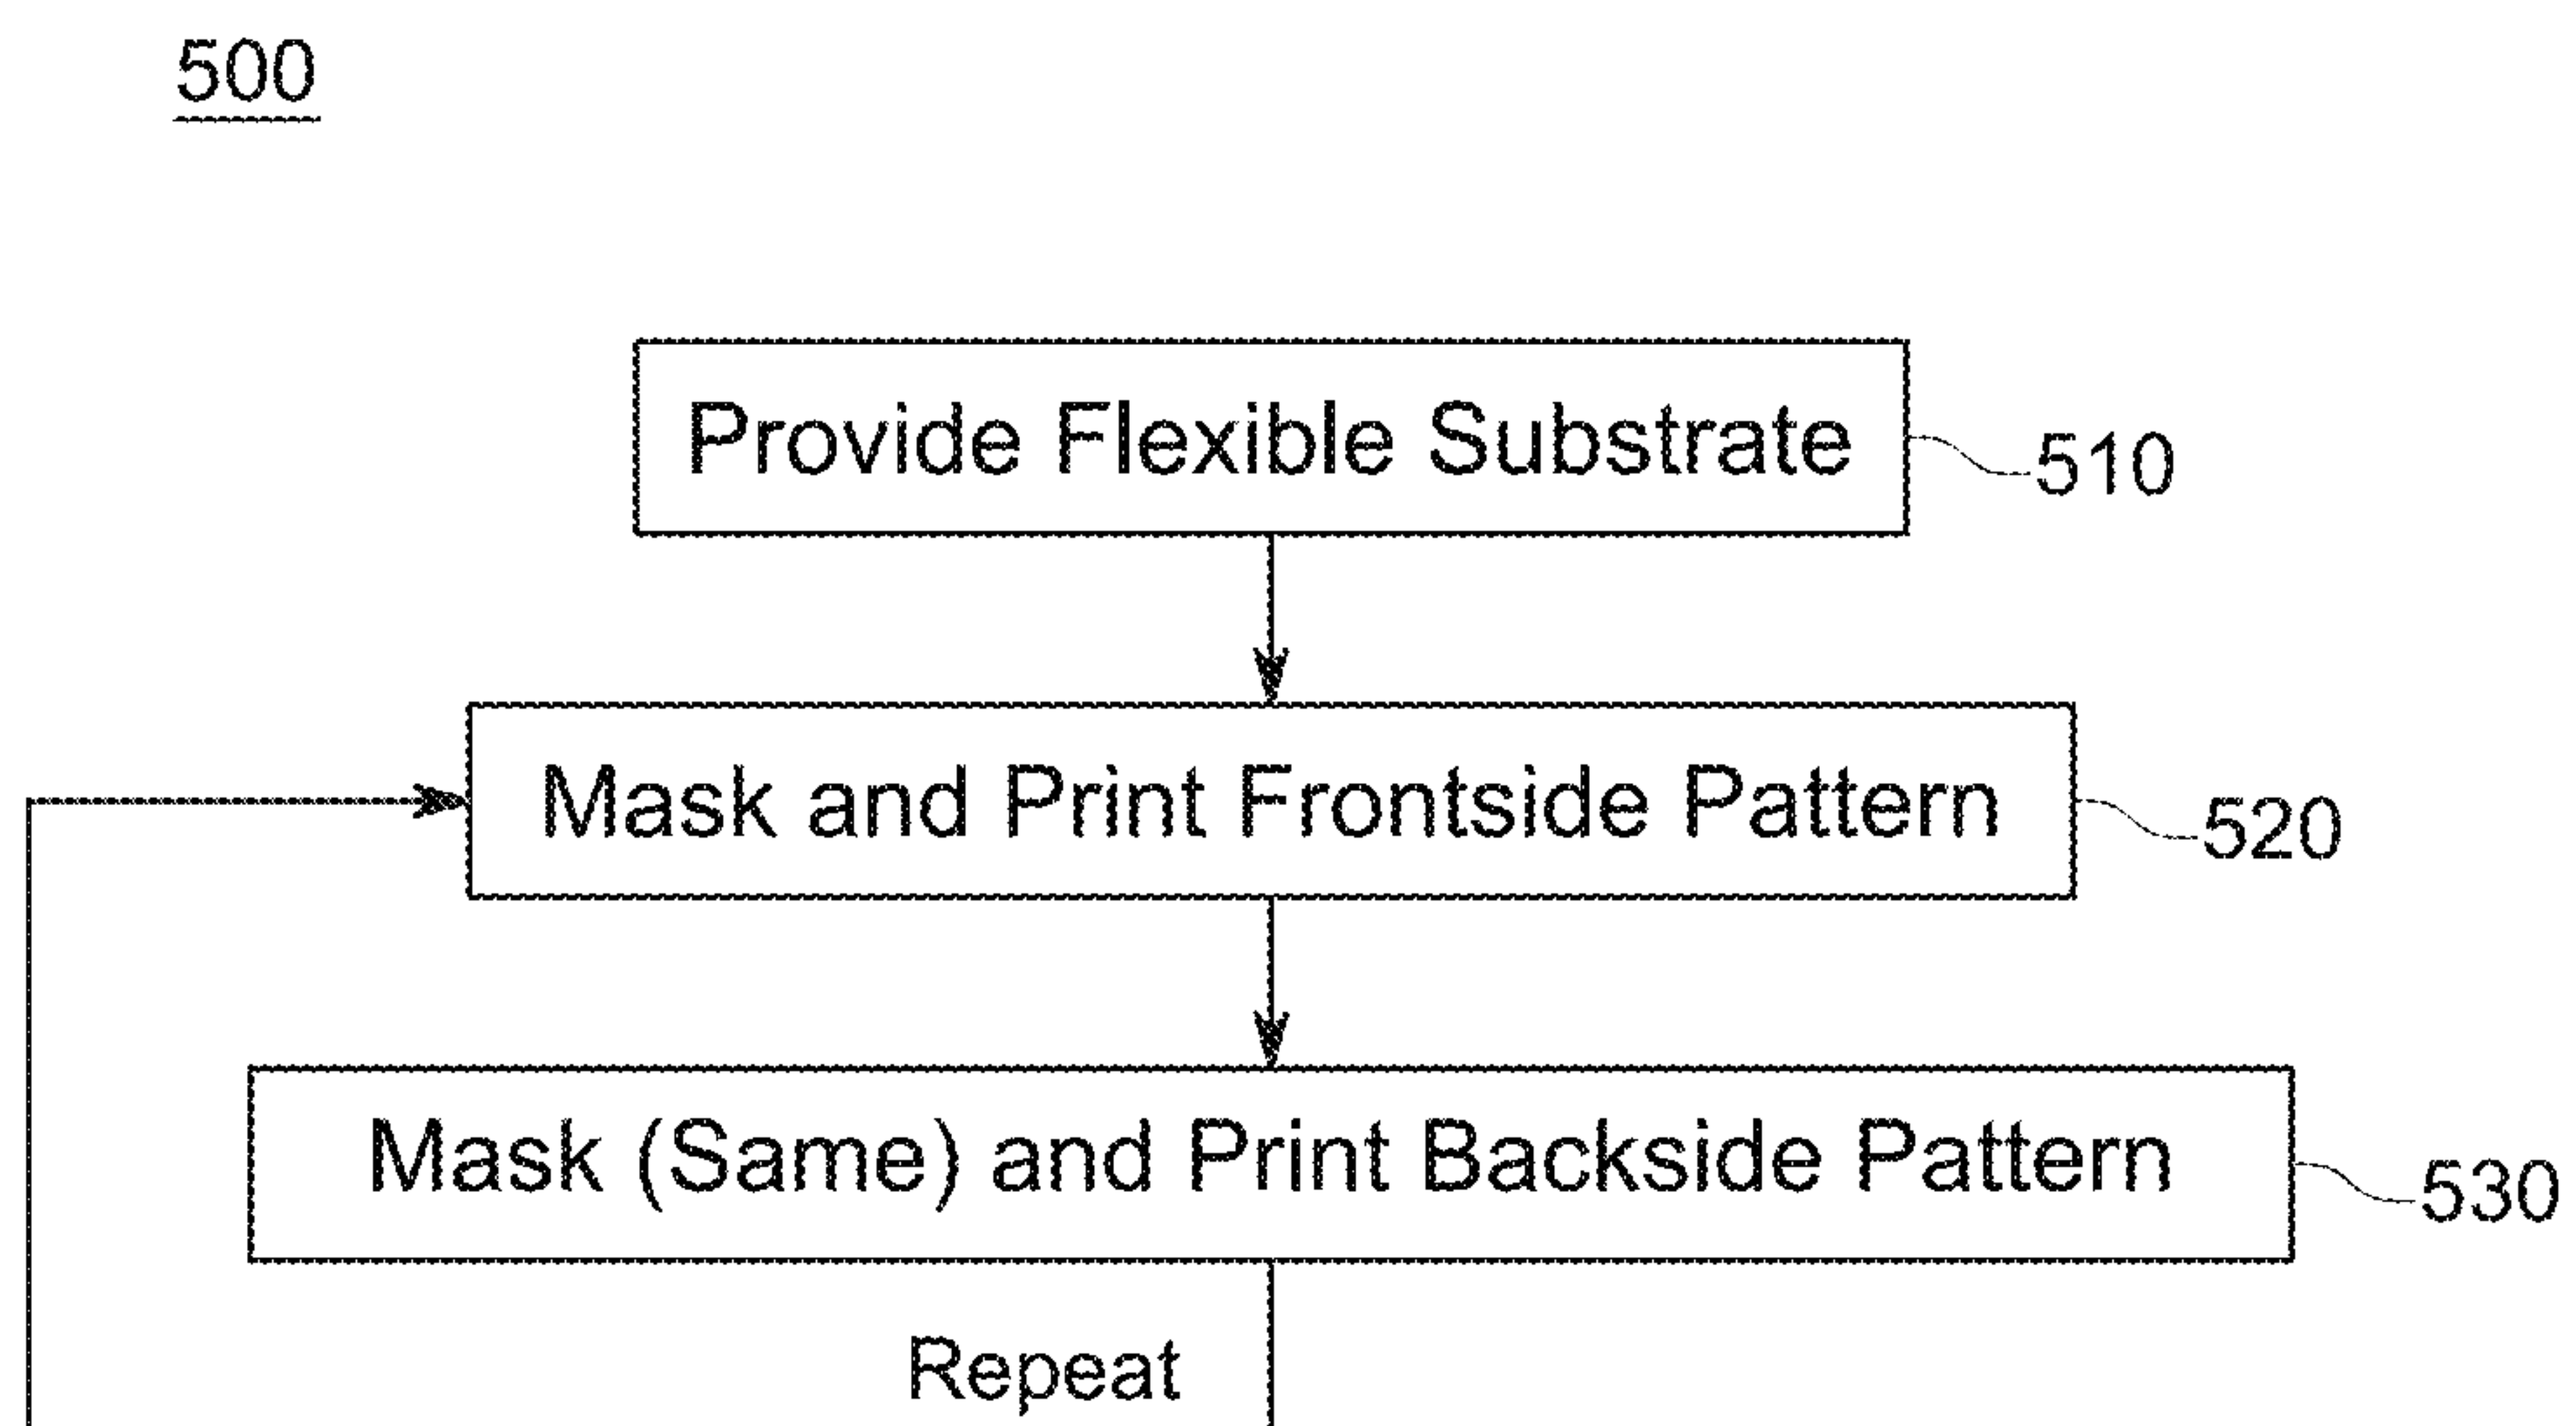 500
Provide Flexible Substrate
510
Mask and Print Frontside Pattern
520
Mask (Same) and Print Backside Pattern
530
Repeat